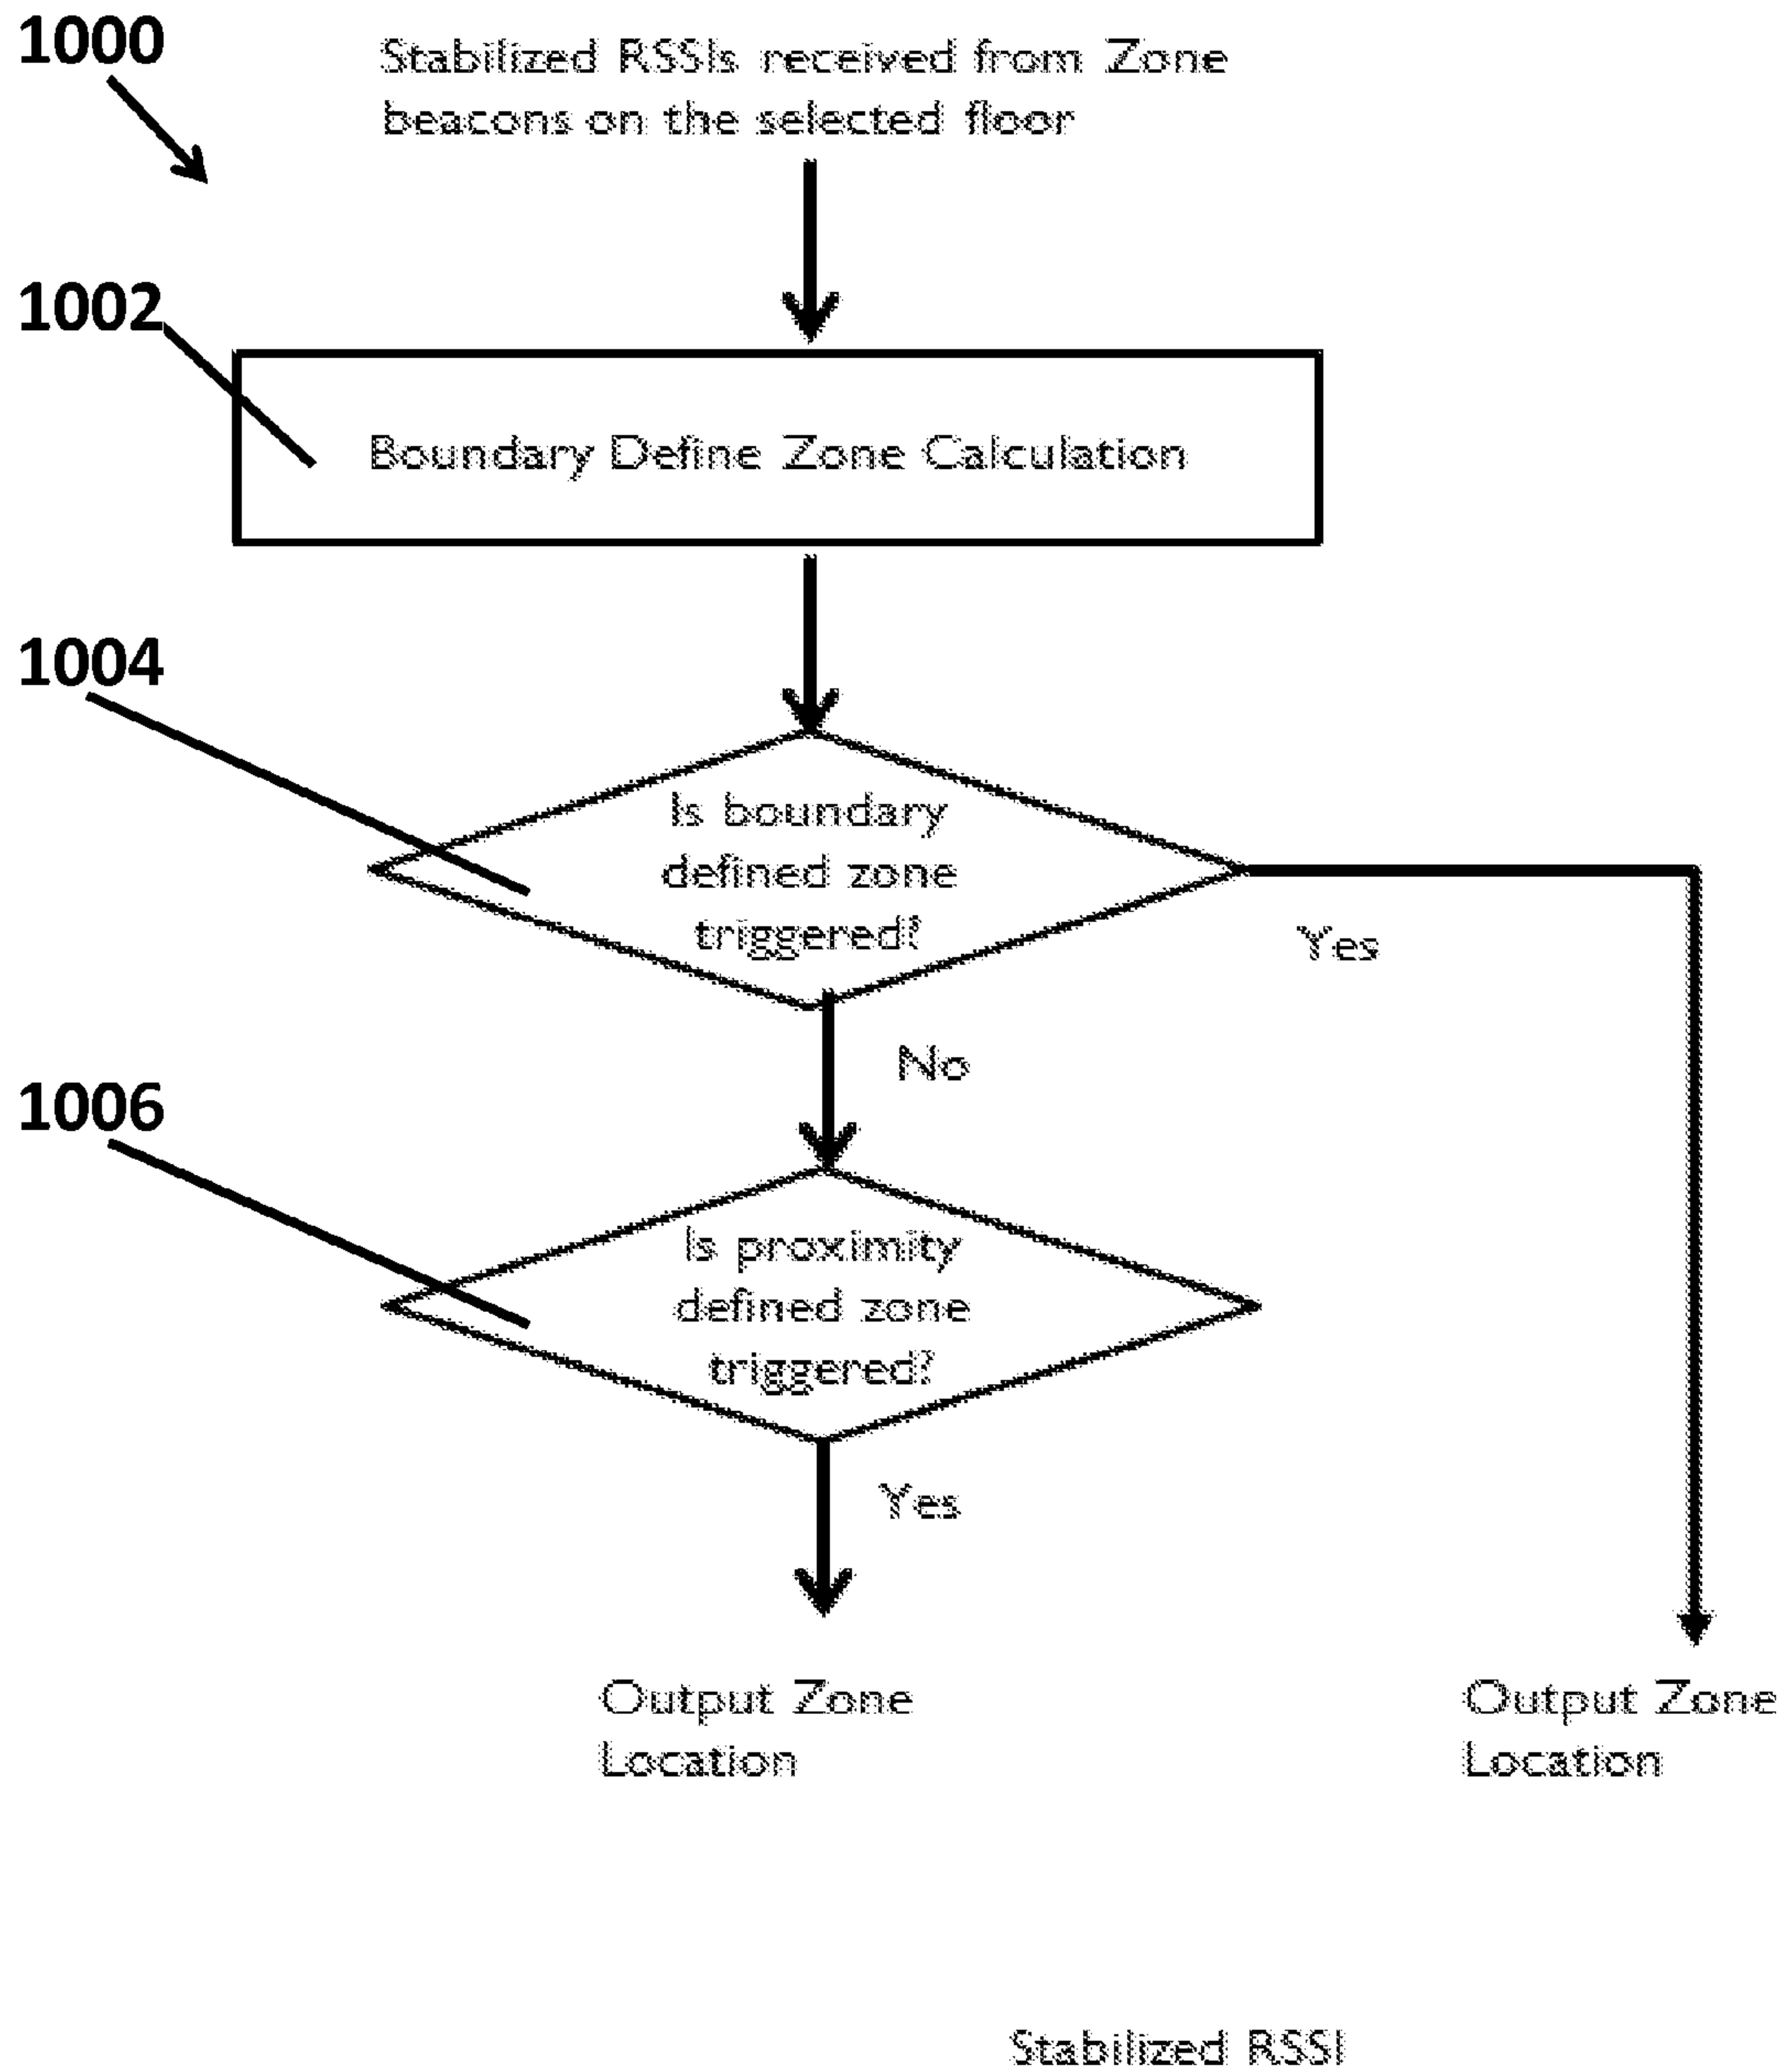 1000
Stabilized RSSIs received from Zone
beacons on the selected floor
1002
Boundary Define Zone Calculation
1004
Is boundary
defined zone
triggered?
Yes
No
1006
Is proximity
defined zone
triggered?
Yes
Output Zone
Location
Output Zone
Location
Stabilized RSSI